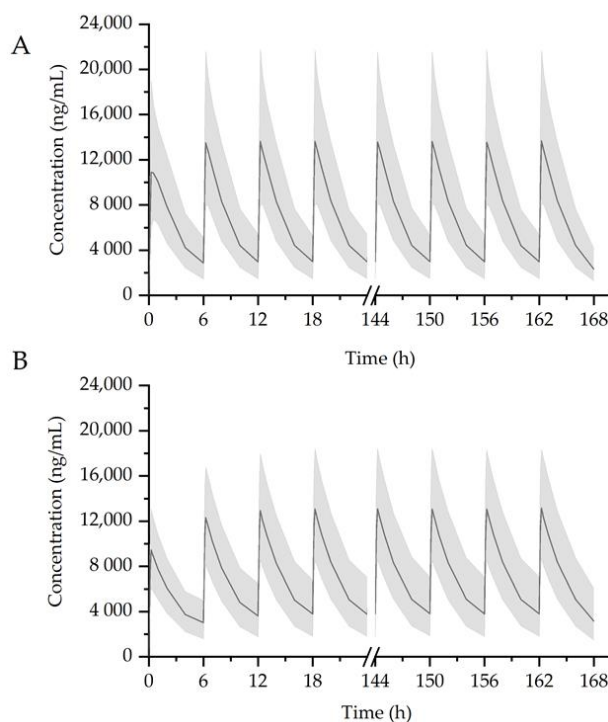 A
Concentration (ng/mL)
24,000
20,000
16,000
12,000
8 000
4 000
0
0 6 12 18 144 150 156 162 168
Time (h)
B
Concentration (ng/mL)
24,000
20,000
16,000
12,000
8 000
4 000
0
0 6 12 18 144 150 156 162 168
Time (h)